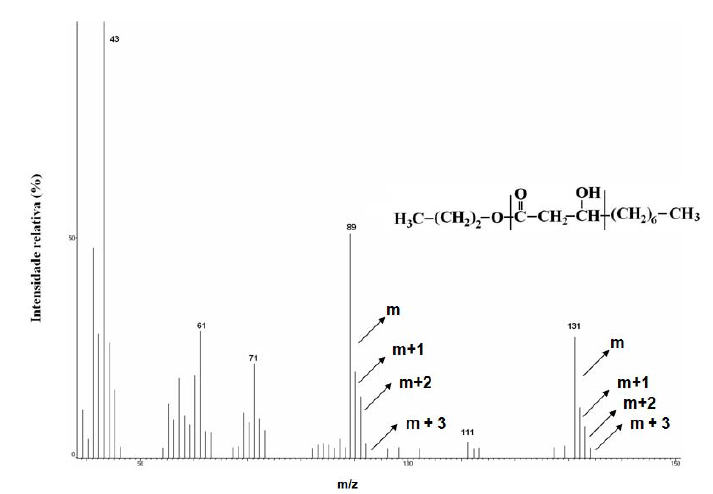 43
Intensidade relativa (%)
50
0
61
71
89
m
m+1
m+2
m + 3
111
131
m
m+1
m+2
m + 3
O
OH
H₃C–(CH₂)₂–O–C–CH₂–CH–(CH₂)₆–CH₃
50
100
150
m/z